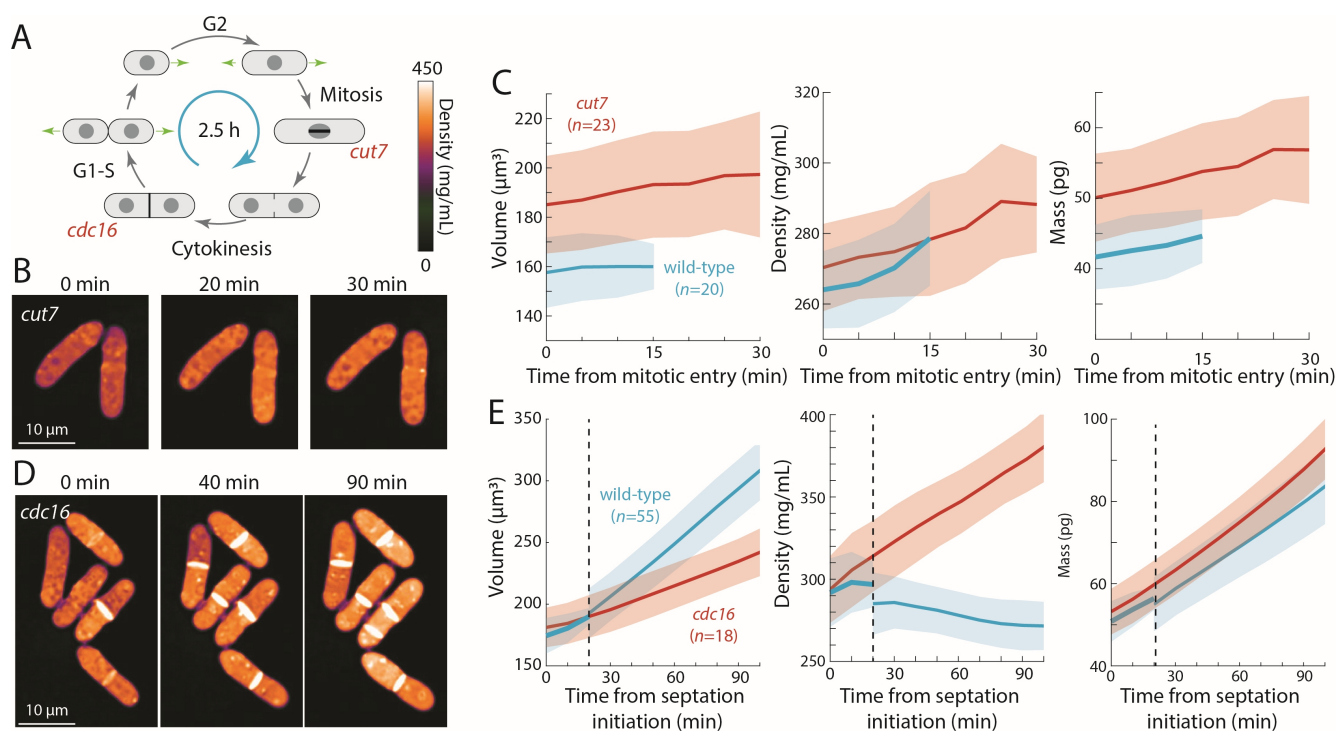 A
G2
Mitosis
cut7
2.5 h
G1-S
cdc16
Cytokinesis
450
Density (mg/mL)
0
B
0 min
20 min
30 min
cut7
10 µm
D
0 min
40 min
90 min
cdc16
10 µm
C
Volume (µm³)
220
200
180
160
140
cut7
(n=23)
wild-type
(n=20)
0
15
30
Time from mitotic entry (min)
Density (mg/mL)
320
300
280
260
0
15
30
Time from mitotic entry (min)
Mass (pg)
60
50
40
0
15
30
Time from mitotic entry (min)
E
Volume (µm³)
350
300
250
200
150
wild-type
(n=55)
cdc16
(n=18)
0
30
60
90
Time from septation
initiation (min)
Density (mg/mL)
400
350
300
250
0
30
60
90
Time from septation
initiation (min)
Mass (pg)
100
80
60
40
0
30
60
90
Time from septation
initiation (min)